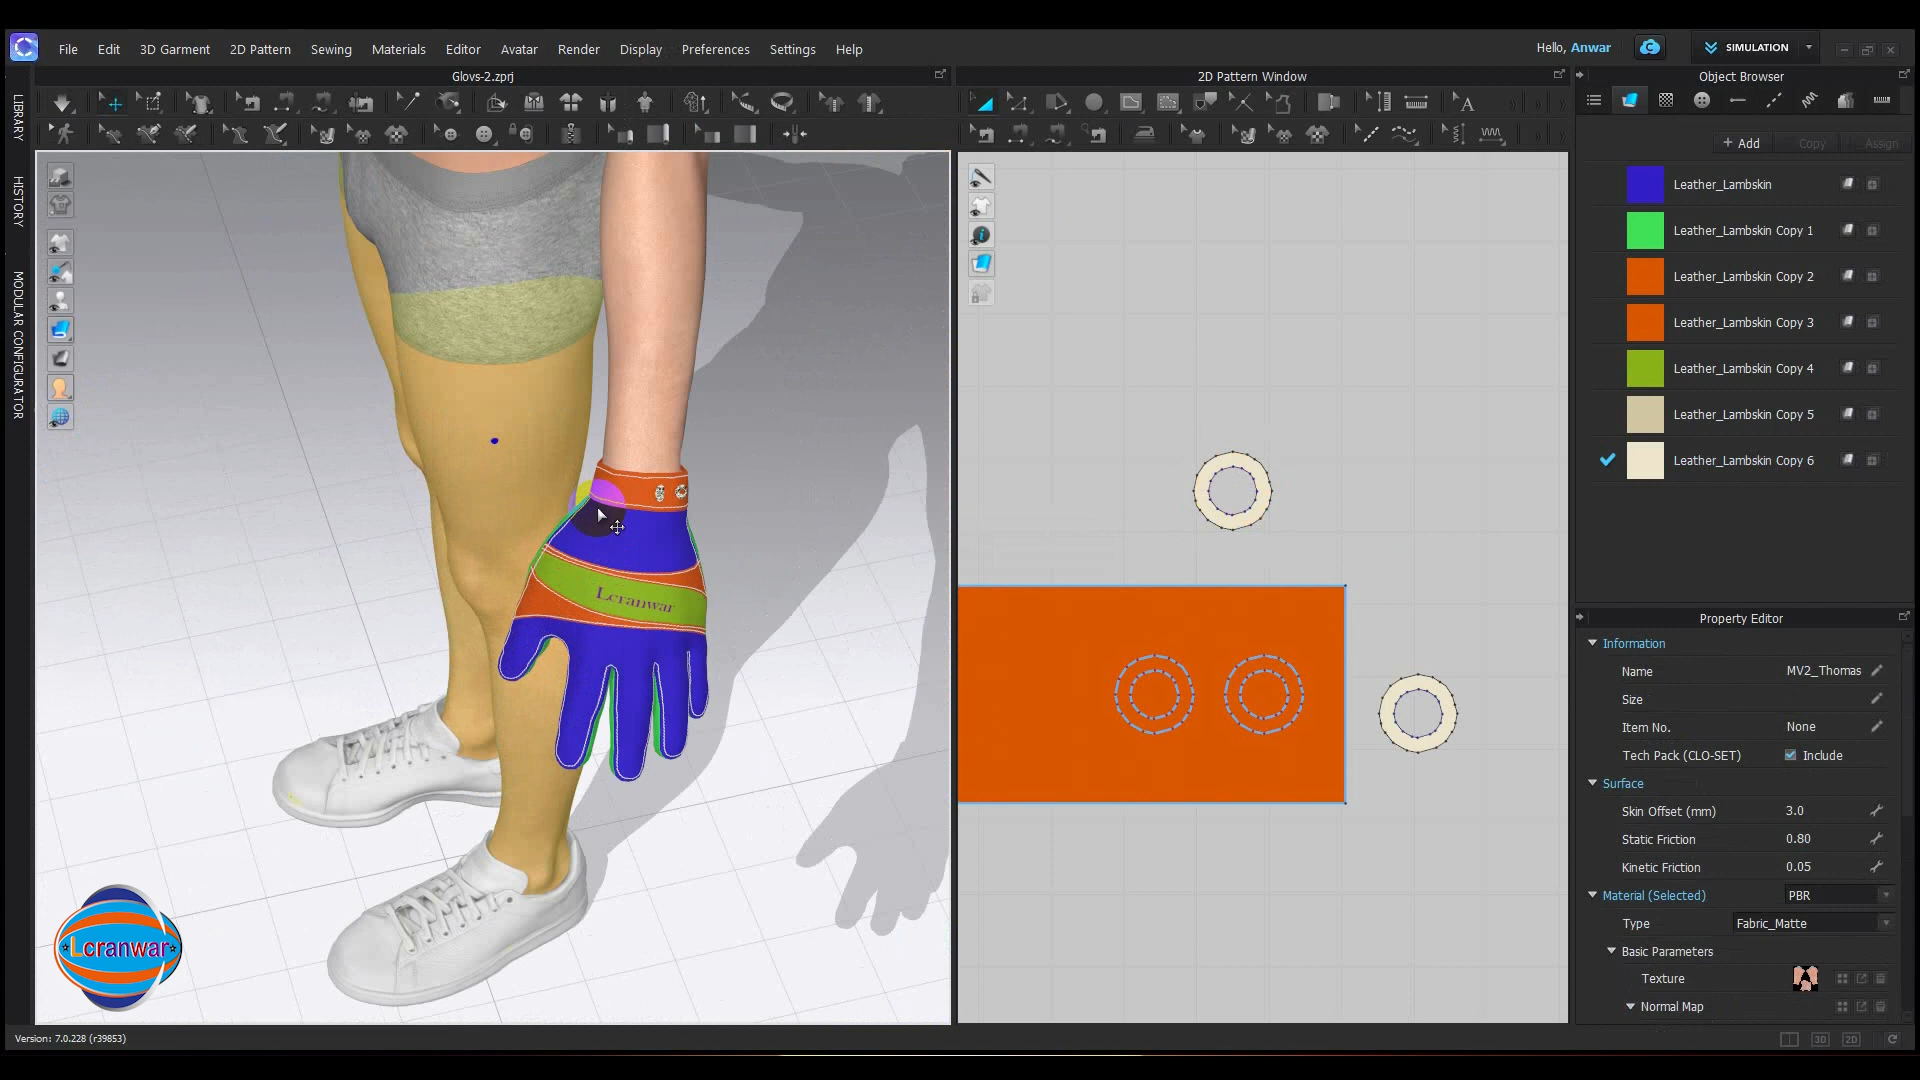 File Edit 3D Garment 2D Pattern Sewing Materials Editor Avatar Render Display Preferences Settings Help
Hello, Anwar
SIMULATION
Glovs-2.zprj
2D Pattern Window
Object Browser
LIBRARY
HISTORY
MODULAR CONFIGURATOR
+ Add
Copy
Assign
Leather_Lambskin
Leather_Lambskin Copy 1
Leather_Lambskin Copy 2
Leather_Lambskin Copy 3
Leather_Lambskin Copy 4
Leather_Lambskin Copy 5
Leather_Lambskin Copy 6
Lcranwar
Lcranwar
Property Editor
Information
Name MV2_Thomas
Size
Item No. None
Tech Pack (CLO-SET) Include
Surface
Skin Offset (mm) 3.0
Static Friction 0.80
Kinetic Friction 0.05
Material (Selected) PBR
Type Fabric_Matte
Basic Parameters
Texture
Normal Map
Version: 7.0.228 (r39853)
3D
2D